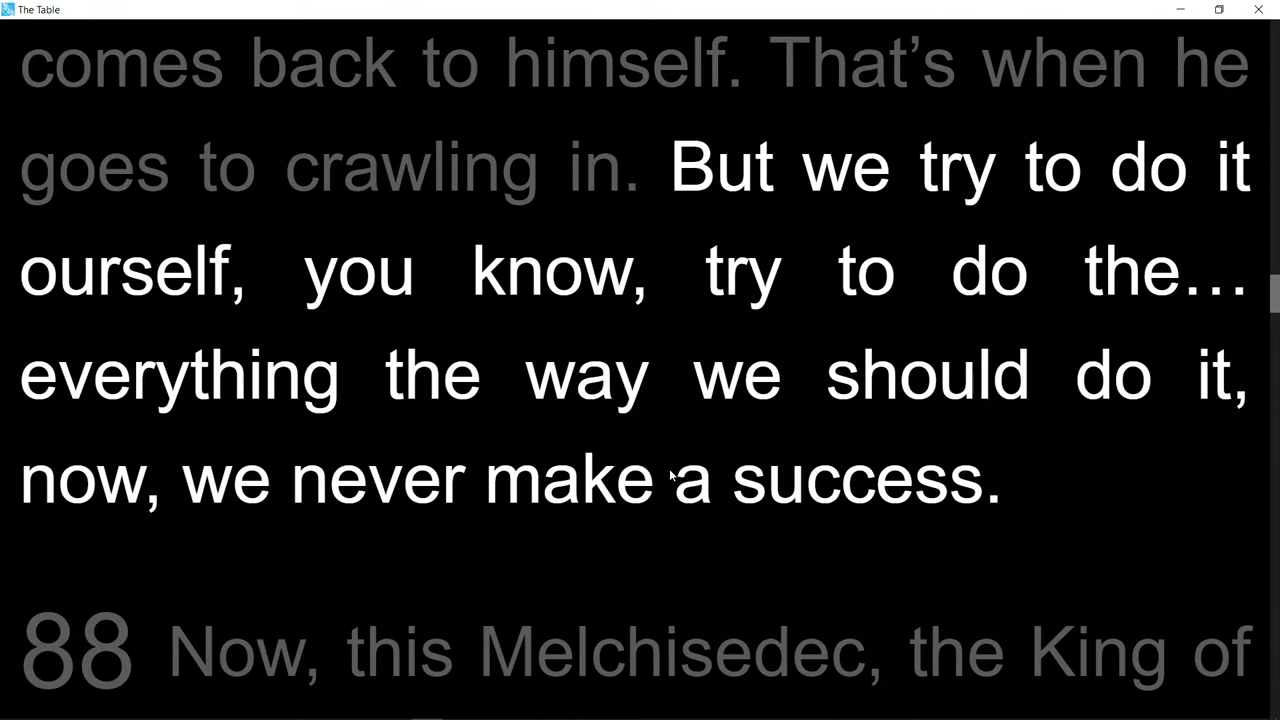 The Table
comes back to himself. That’s when he
goes to crawling in. But we try to do it
ourself, you know, try to do the…
everything the way we should do it,
now, we never make a success.
88 Now, this Melchisedec, the King of